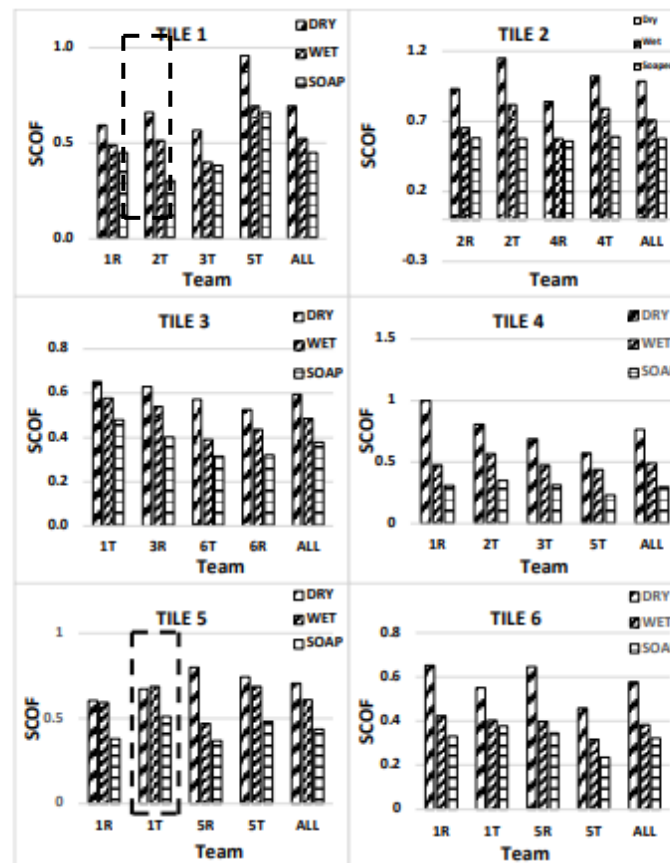 TILE 1
DRY
WET
SOAP
1.0
0.5
0.0
SCOF
1R 2T 3T 5T ALL
Team
TILE 2
Dry
Wet
Soaped
1.2
0.7
0.2
-0.3
SCOF
2R 2T 4R 4T ALL
Team
TILE 3
DRY
WET
SOAP
0.8
0.6
0.4
0.2
0.0
SCOF
1T 3R 6T 6R ALL
Team
TILE 4
DRY
WET
SOAP
1.5
1
0.5
0
SCOF
1R 2T 3T 5T ALL
Team
TILE 5
DRY
WET
SOAP
1
0.5
0
SCOF
1R 1T 5R 5T ALL
Team
TILE 6
DRY
WET
SOA
0.8
0.6
0.4
0.2
0
SCOF
1R 1T 5R 5T ALL
Team